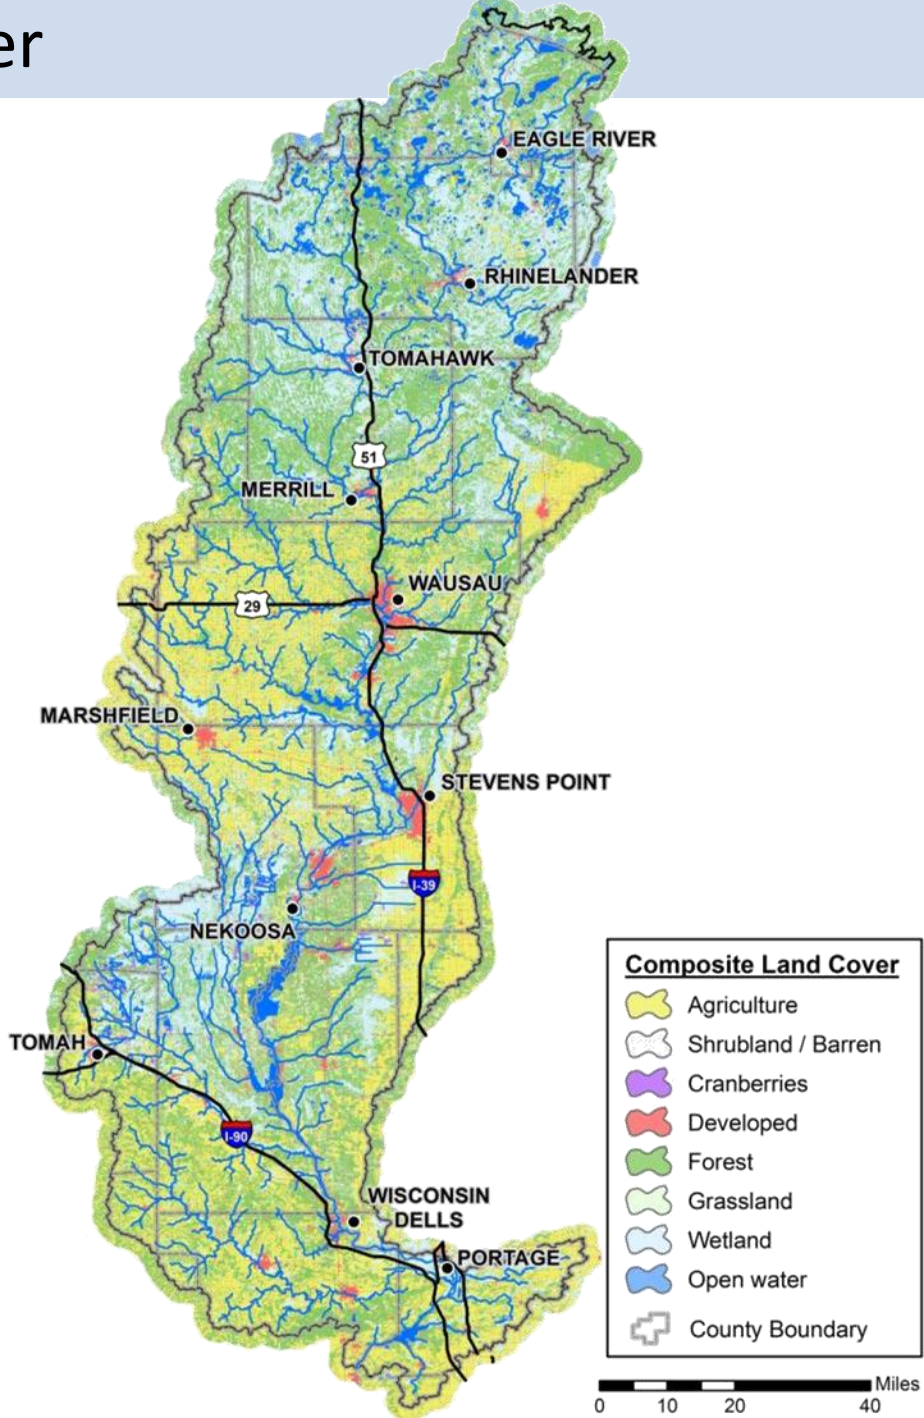 er
EAGLE RIVER
RHINELANDER
TOMAHAWK
51
MERRILL
WAUSAU
29
MARSHFIELD
STEVENS POINT
I-39
NEKOOSA
TOMAH
I-90
WISCONSIN
DELLS
PORTAGE
Composite Land Cover
Agriculture
Shrubland / Barren
Cranberries
Developed
Forest
Grassland
Wetland
Open water
County Boundary
Miles
0 10 20 40